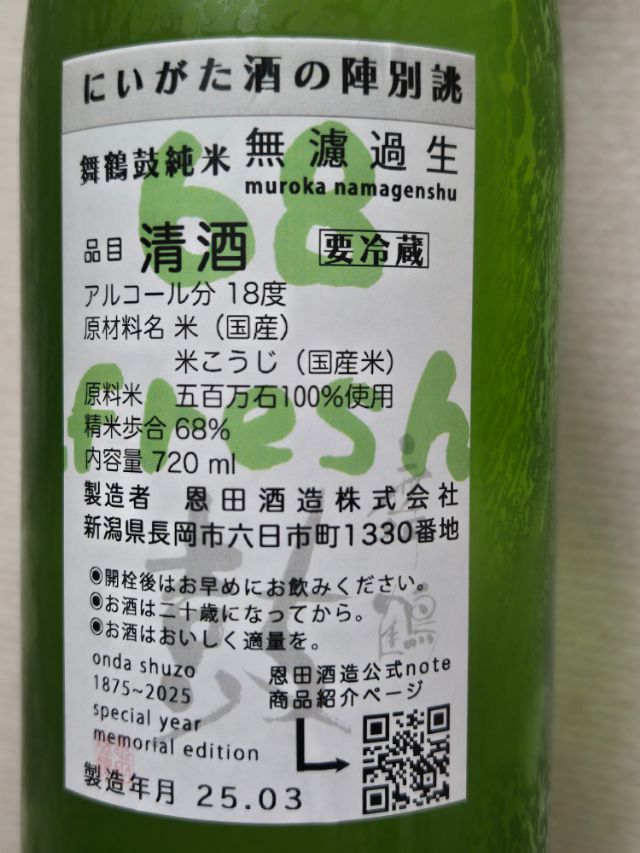 にいがた酒の陣別誂
舞鶴鼓純米 無濾過生
muroka namagenshu
68
品目 清酒 要冷蔵
アルコール分 18度
原材料名 米（国産）
米こうじ（国産米）
原料米 五百万石100%使用
fresh
精米歩合 68%
内容量 720 ml
製造者 恩田酒造株式会社
新潟県長岡市六日市町1330番地
舞鶴
鼓
◉開栓後はお早めにお飲みください。
◉お酒は二十歳になってから。
◉お酒はおいしく適量を。
onda shuzo
1875~2025
special year
memorial edition
恩田酒造公式note
商品紹介ページ
製造年月 25.03